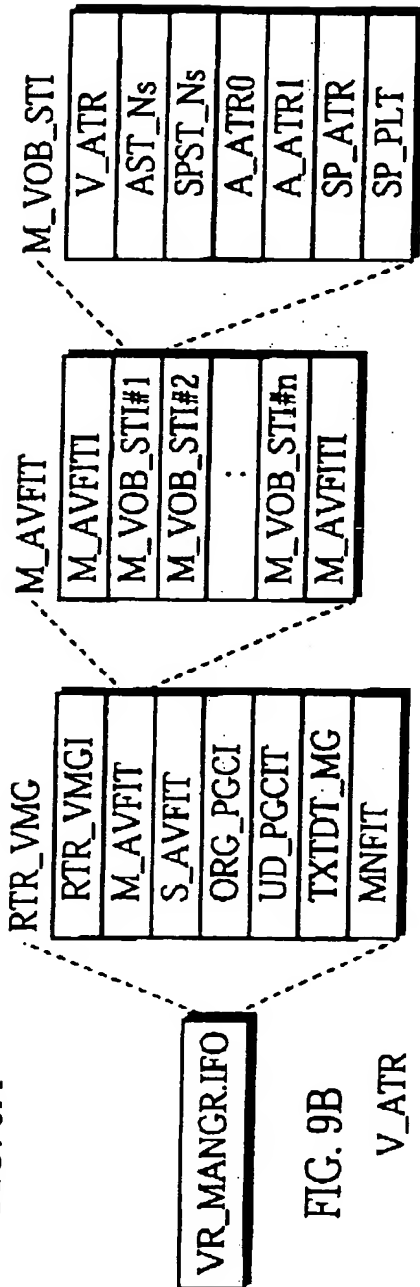 VR_MANGR.IFO
RTR_VMG
RTR_VMGI
M_AVFIT
S_AVFIT
ORG_PGCI
UD_PGCIT
TXTDT_MG
MNFIT
M_AVFIT
M_AVFITI
M_VOB_STI#1
M_VOB_STI#2
:
M_VOB_STI#n
M_AVFITI
M_VOB_STI
V_ATR
AST_Ns
SPST_Ns
A_ATR0
A_ATR1
SP_ATR
SP_PLT
FIG. 9B
V_ATR